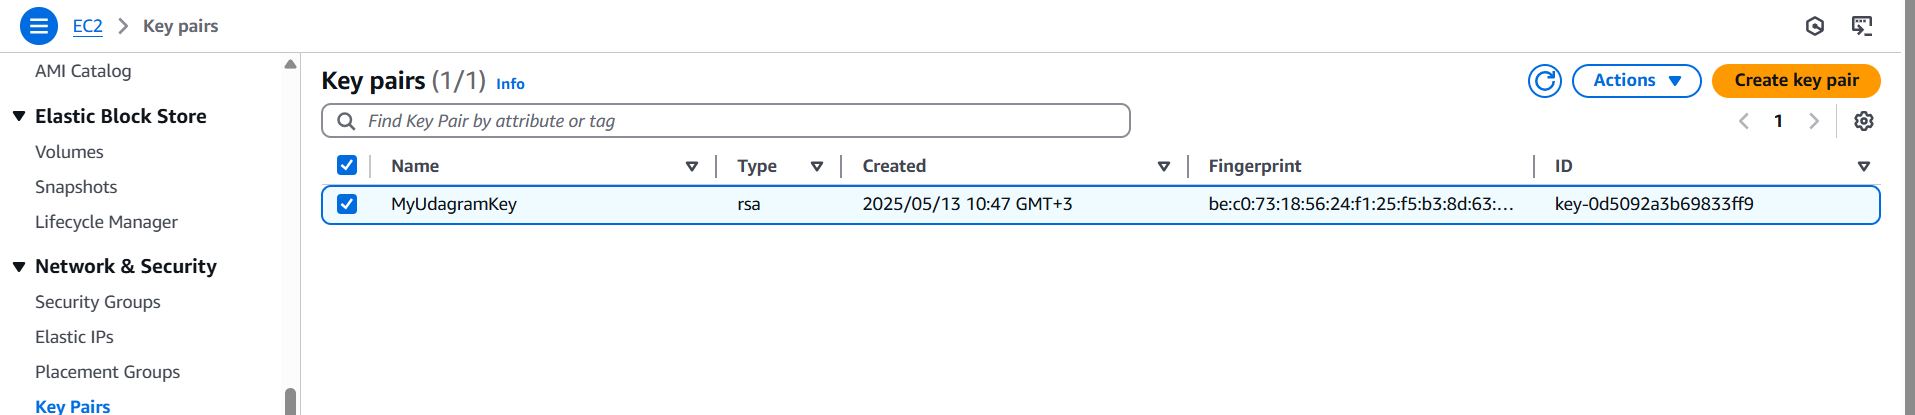 EC2 > Key pairs
AMI Catalog
Elastic Block Store
Volumes
Snapshots
Lifecycle Manager
Network & Security
Security Groups
Elastic IPs
Placement Groups
Key Pairs
Key pairs (1/1) Info
Actions
Create key pair
Find Key Pair by attribute or tag
1
Name Type Created Fingerprint ID
MyUdagramKey rsa 2025/05/13 10:47 GMT+3 be:c0:73:18:56:24:f1:25:f5:b3:8d:63:... key-0d5092a3b69833ff9